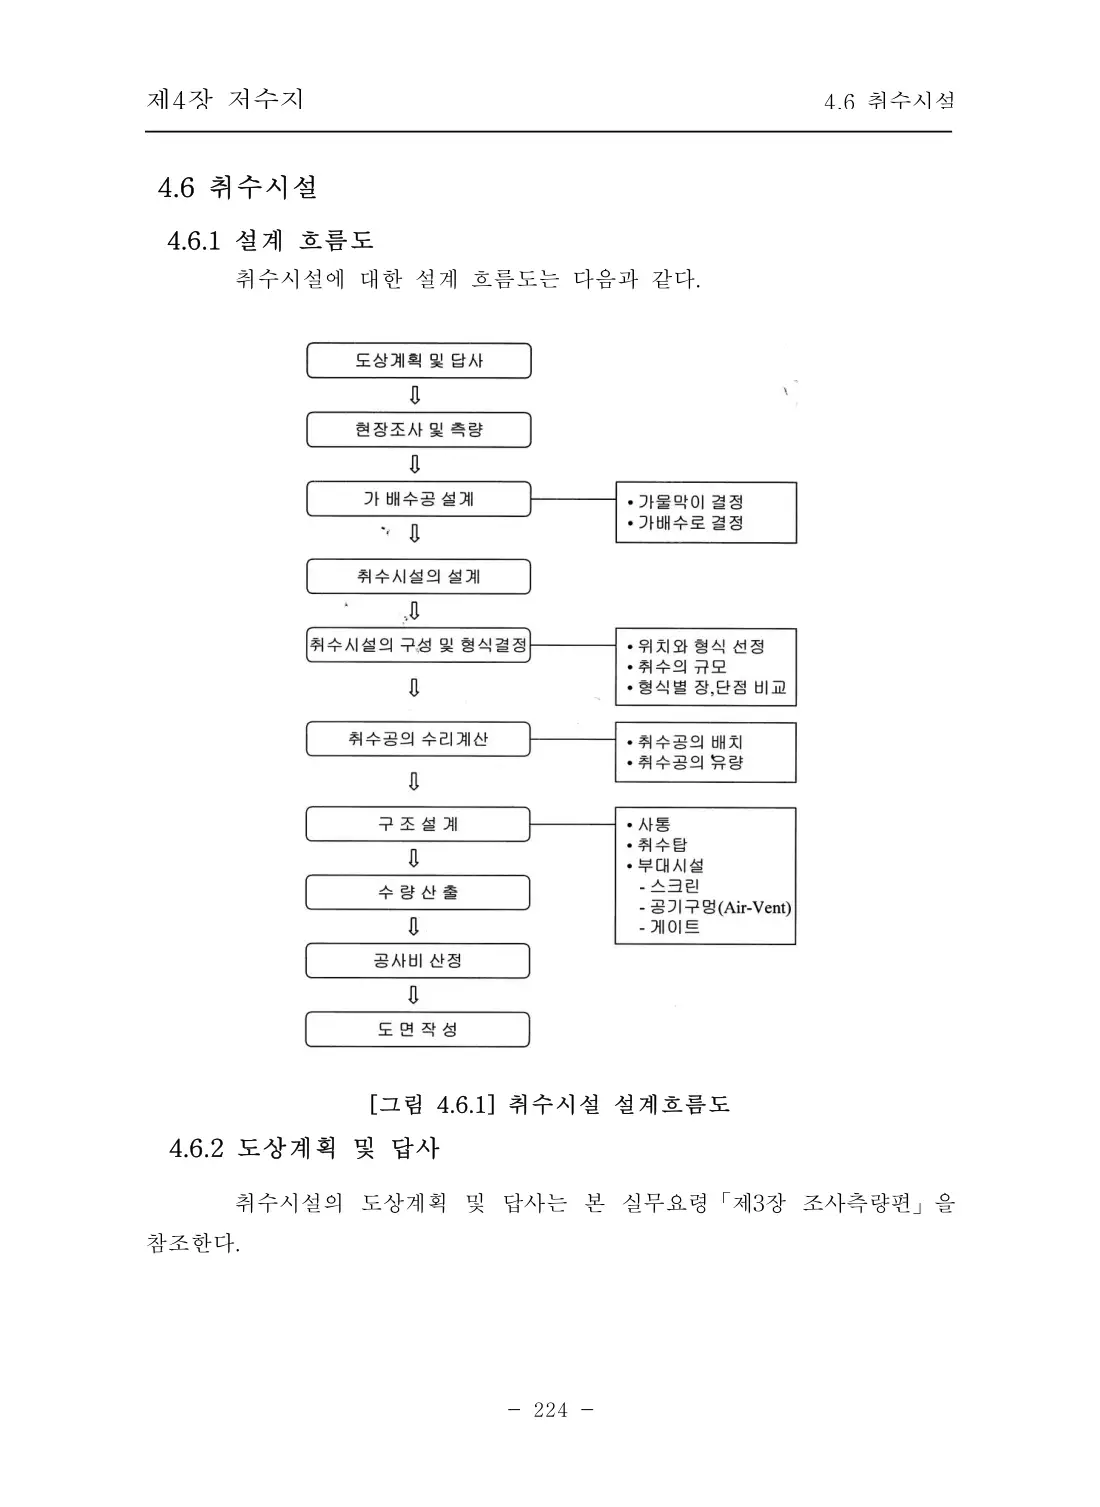 제4장 저수지
4.6 취수시설
4.6 취수시설
4.6.1 설계 흐름도
취수시설에 대한 설계 흐름도는 다음과 같다.
도상계획 및 답사
⇩
현장조사 및 측량
⇩
가 배수공 설계
• 가물막이 결정
• 가배수로 결정
⇩
취수시설의 설계
⇩
취수시설의 구성 및 형식결정
• 위치와 형식 선정
• 취수의 규모
• 형식별 장,단점 비교
⇩
취수공의 수리계산
• 취수공의 배치
• 취수공의 유량
⇩
구 조 설 계
• 사통
• 취수탑
• 부대시설
- 스크린
- 공기구멍(Air-Vent)
- 게이트
⇩
수 량 산 출
⇩
공사비 산정
⇩
도 면 작 성
[그림 4.6.1] 취수시설 설계흐름도
4.6.2 도상계획 및 답사
취수시설의 도상계획 및 답사는 본 실무요령「제3장 조사측량편」을
참조한다.
- 224 -